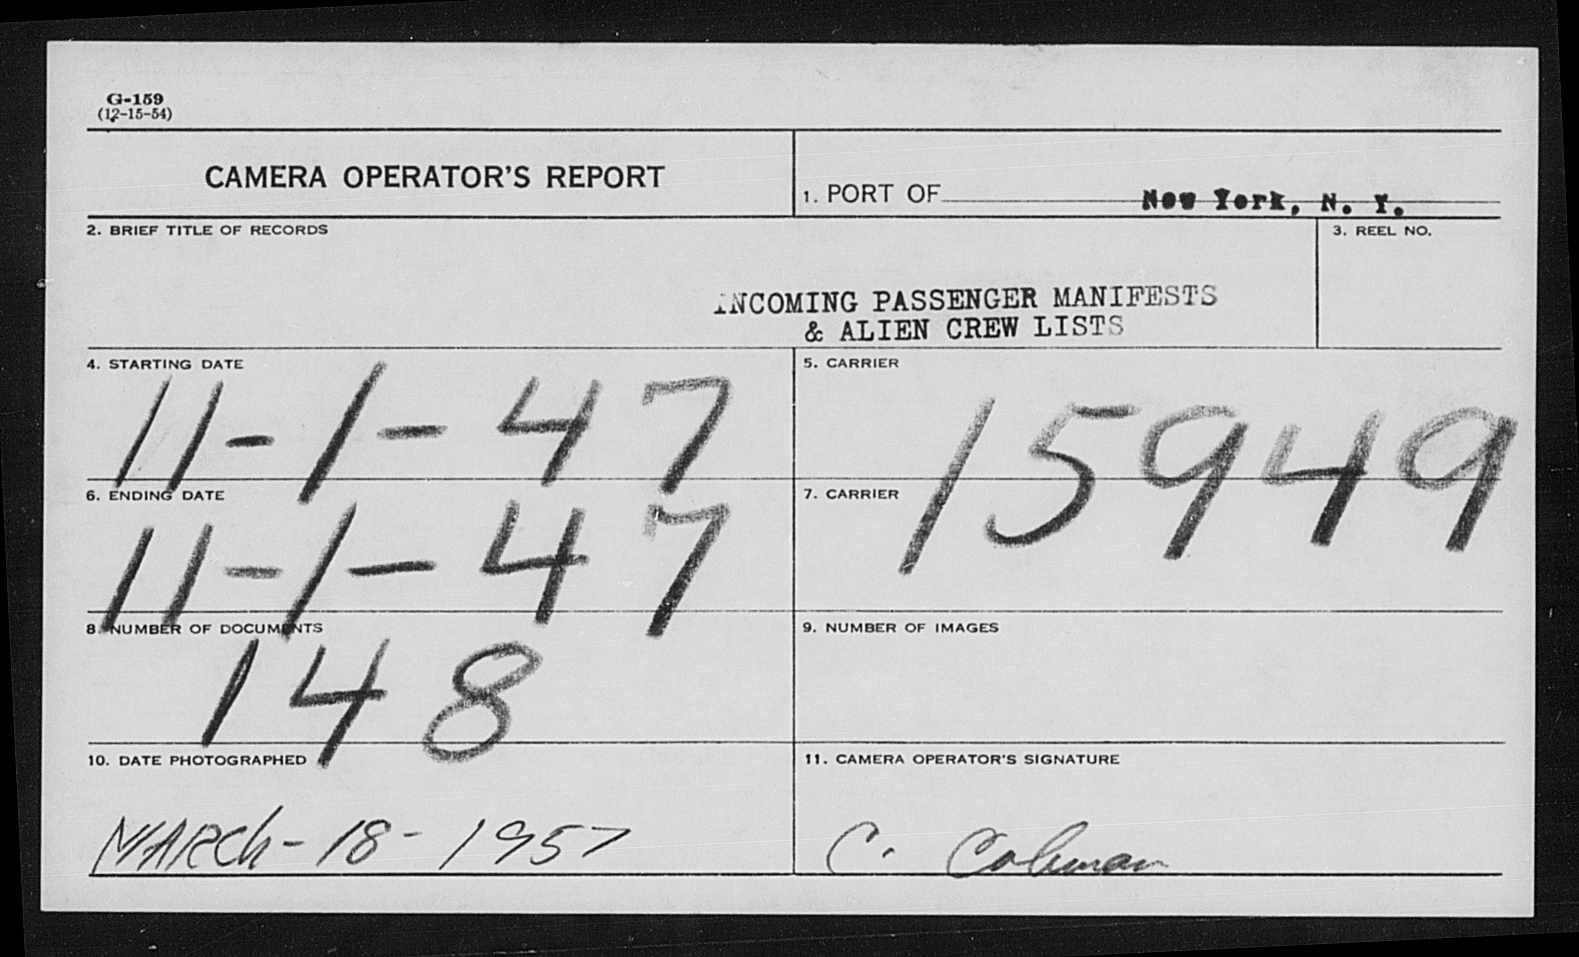 G-159
(12-15-54)
CAMERA OPERATOR'S REPORT
1. PORT OF New York, N. Y.
2. BRIEF TITLE OF RECORDS
3. REEL NO.
INCOMING PASSENGER MANIFESTS
& ALIEN CREW LISTS
4. STARTING DATE
11-1-47
5. CARRIER
15949
6. ENDING DATE
11-1-47
7. CARRIER
8. NUMBER OF DOCUMENTS
148
9. NUMBER OF IMAGES
10. DATE PHOTOGRAPHED
MARCh-18-1957
11. CAMERA OPERATOR'S SIGNATURE
C. Coleman